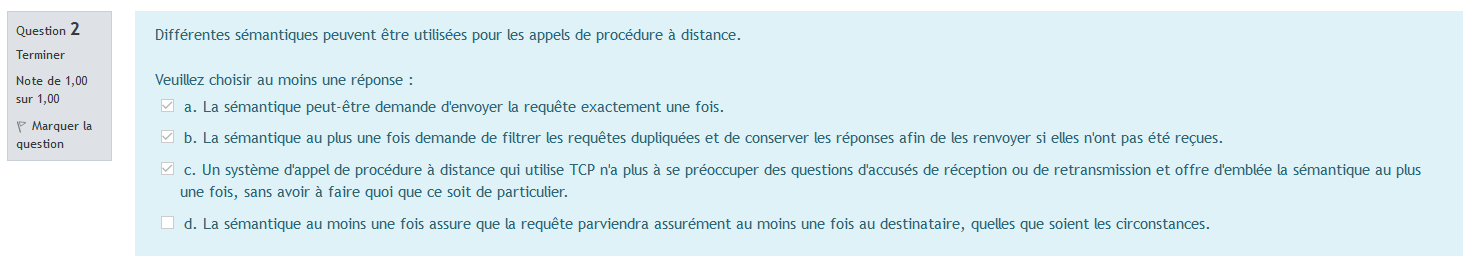 Question 2
Terminer
Note de 1,00
sur 1,00
Marquer la
question
Différentes sémantiques peuvent être utilisées pour les appels de procédure à distance.
Veuillez choisir au moins une réponse :
a. La sémantique peut-être demande d'envoyer la requête exactement une fois.
b. La sémantique au plus une fois demande de filtrer les requêtes dupliquées et de conserver les réponses afin de les renvoyer si elles n'ont pas été reçues.
c. Un système d'appel de procédure à distance qui utilise TCP n'a plus à se préoccuper des questions d'accusés de réception ou de retransmission et offre d'emblée la sémantique au plus
une fois, sans avoir à faire quoi que ce soit de particulier.
d. La sémantique au moins une fois assure que la requête parviendra assurément au moins une fois au destinataire, quelles que soient les circonstances.